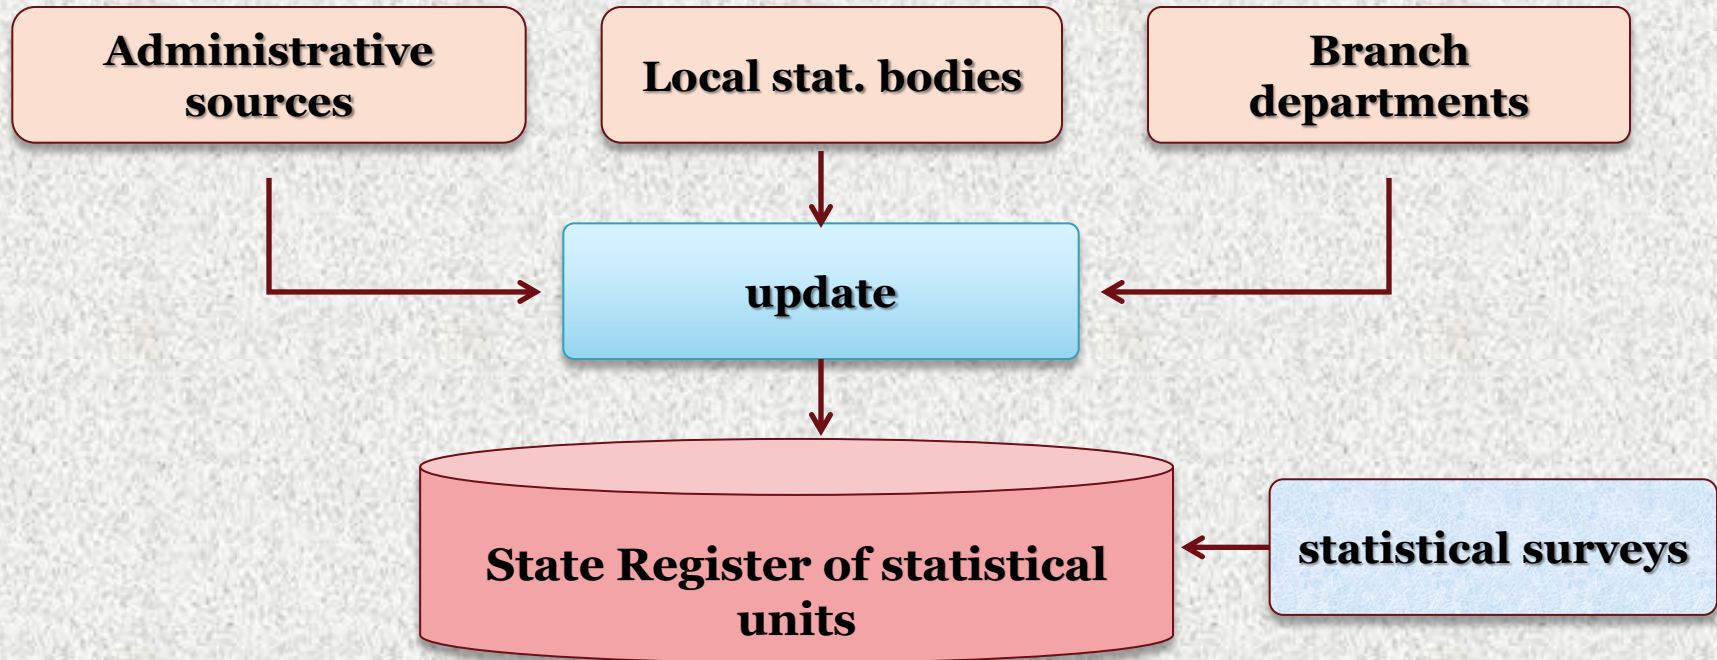 Administrative
sources
Local stat. bodies
Branch
departments
update
State Register of statistical
units
statistical surveys